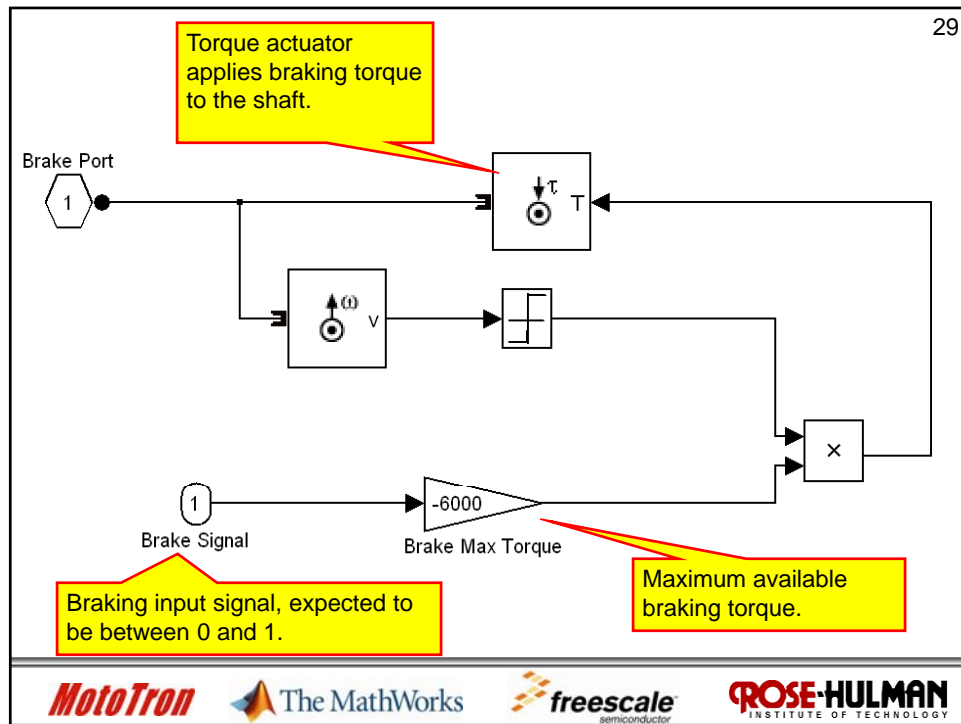 29
Torque actuator
applies braking torque
to the shaft.
Brake Port
1
τ
T
ω
v
×
1
Brake Signal
-6000
Brake Max Torque
Braking input signal, expected to
be between 0 and 1.
Maximum available
braking torque.
MotoTron
The MathWorks
freescale™
semiconductor
ROSE-HULMAN
INSTITUTE OF TECHNOLOGY